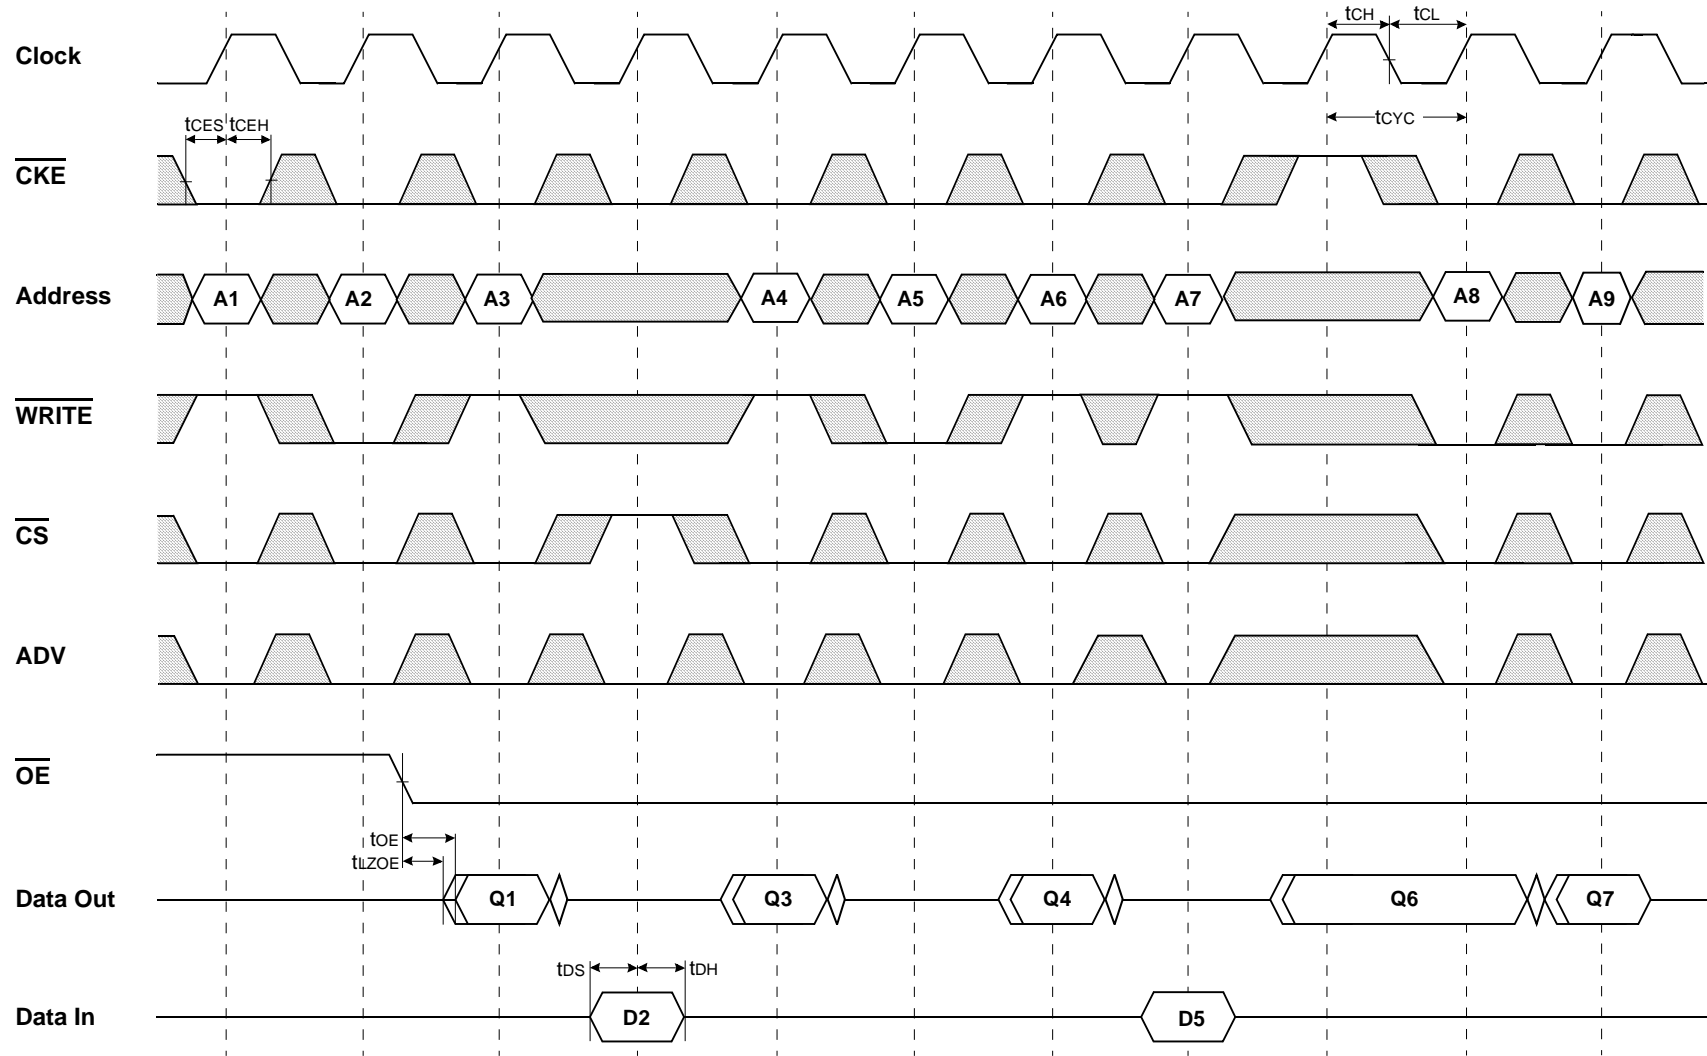 tCH tCL
Clock
tCES tCEH tCYC
CKE
Address A1 A2 A3 A4 A5 A6 A7 A8 A9
WRITE
CS
ADV
OE
tOE
tLZOE
Data Out Q1 Q3 Q4 Q6 Q7
tDS tDH
Data In D2 D5